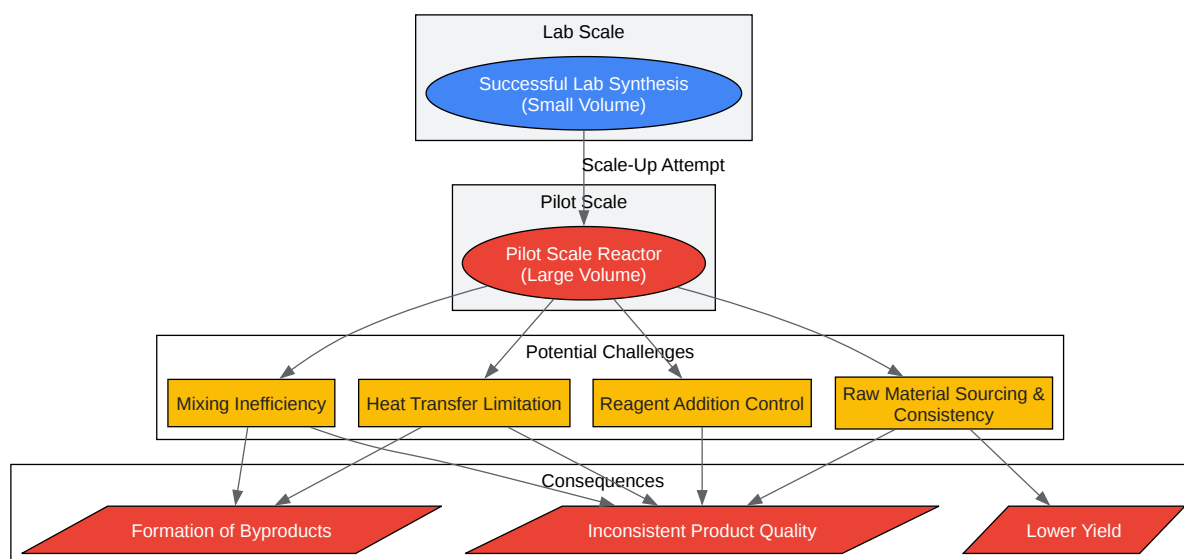 Lab Scale
Successful Lab Synthesis
(Small Volume)
Scale-Up Attempt
Pilot Scale
Pilot Scale Reactor
(Large Volume)
Potential Challenges
Mixing Inefficiency
Heat Transfer Limitation
Reagent Addition Control
Raw Material Sourcing &
Consistency
Consequences
Formation of Byproducts
Inconsistent Product Quality
Lower Yield